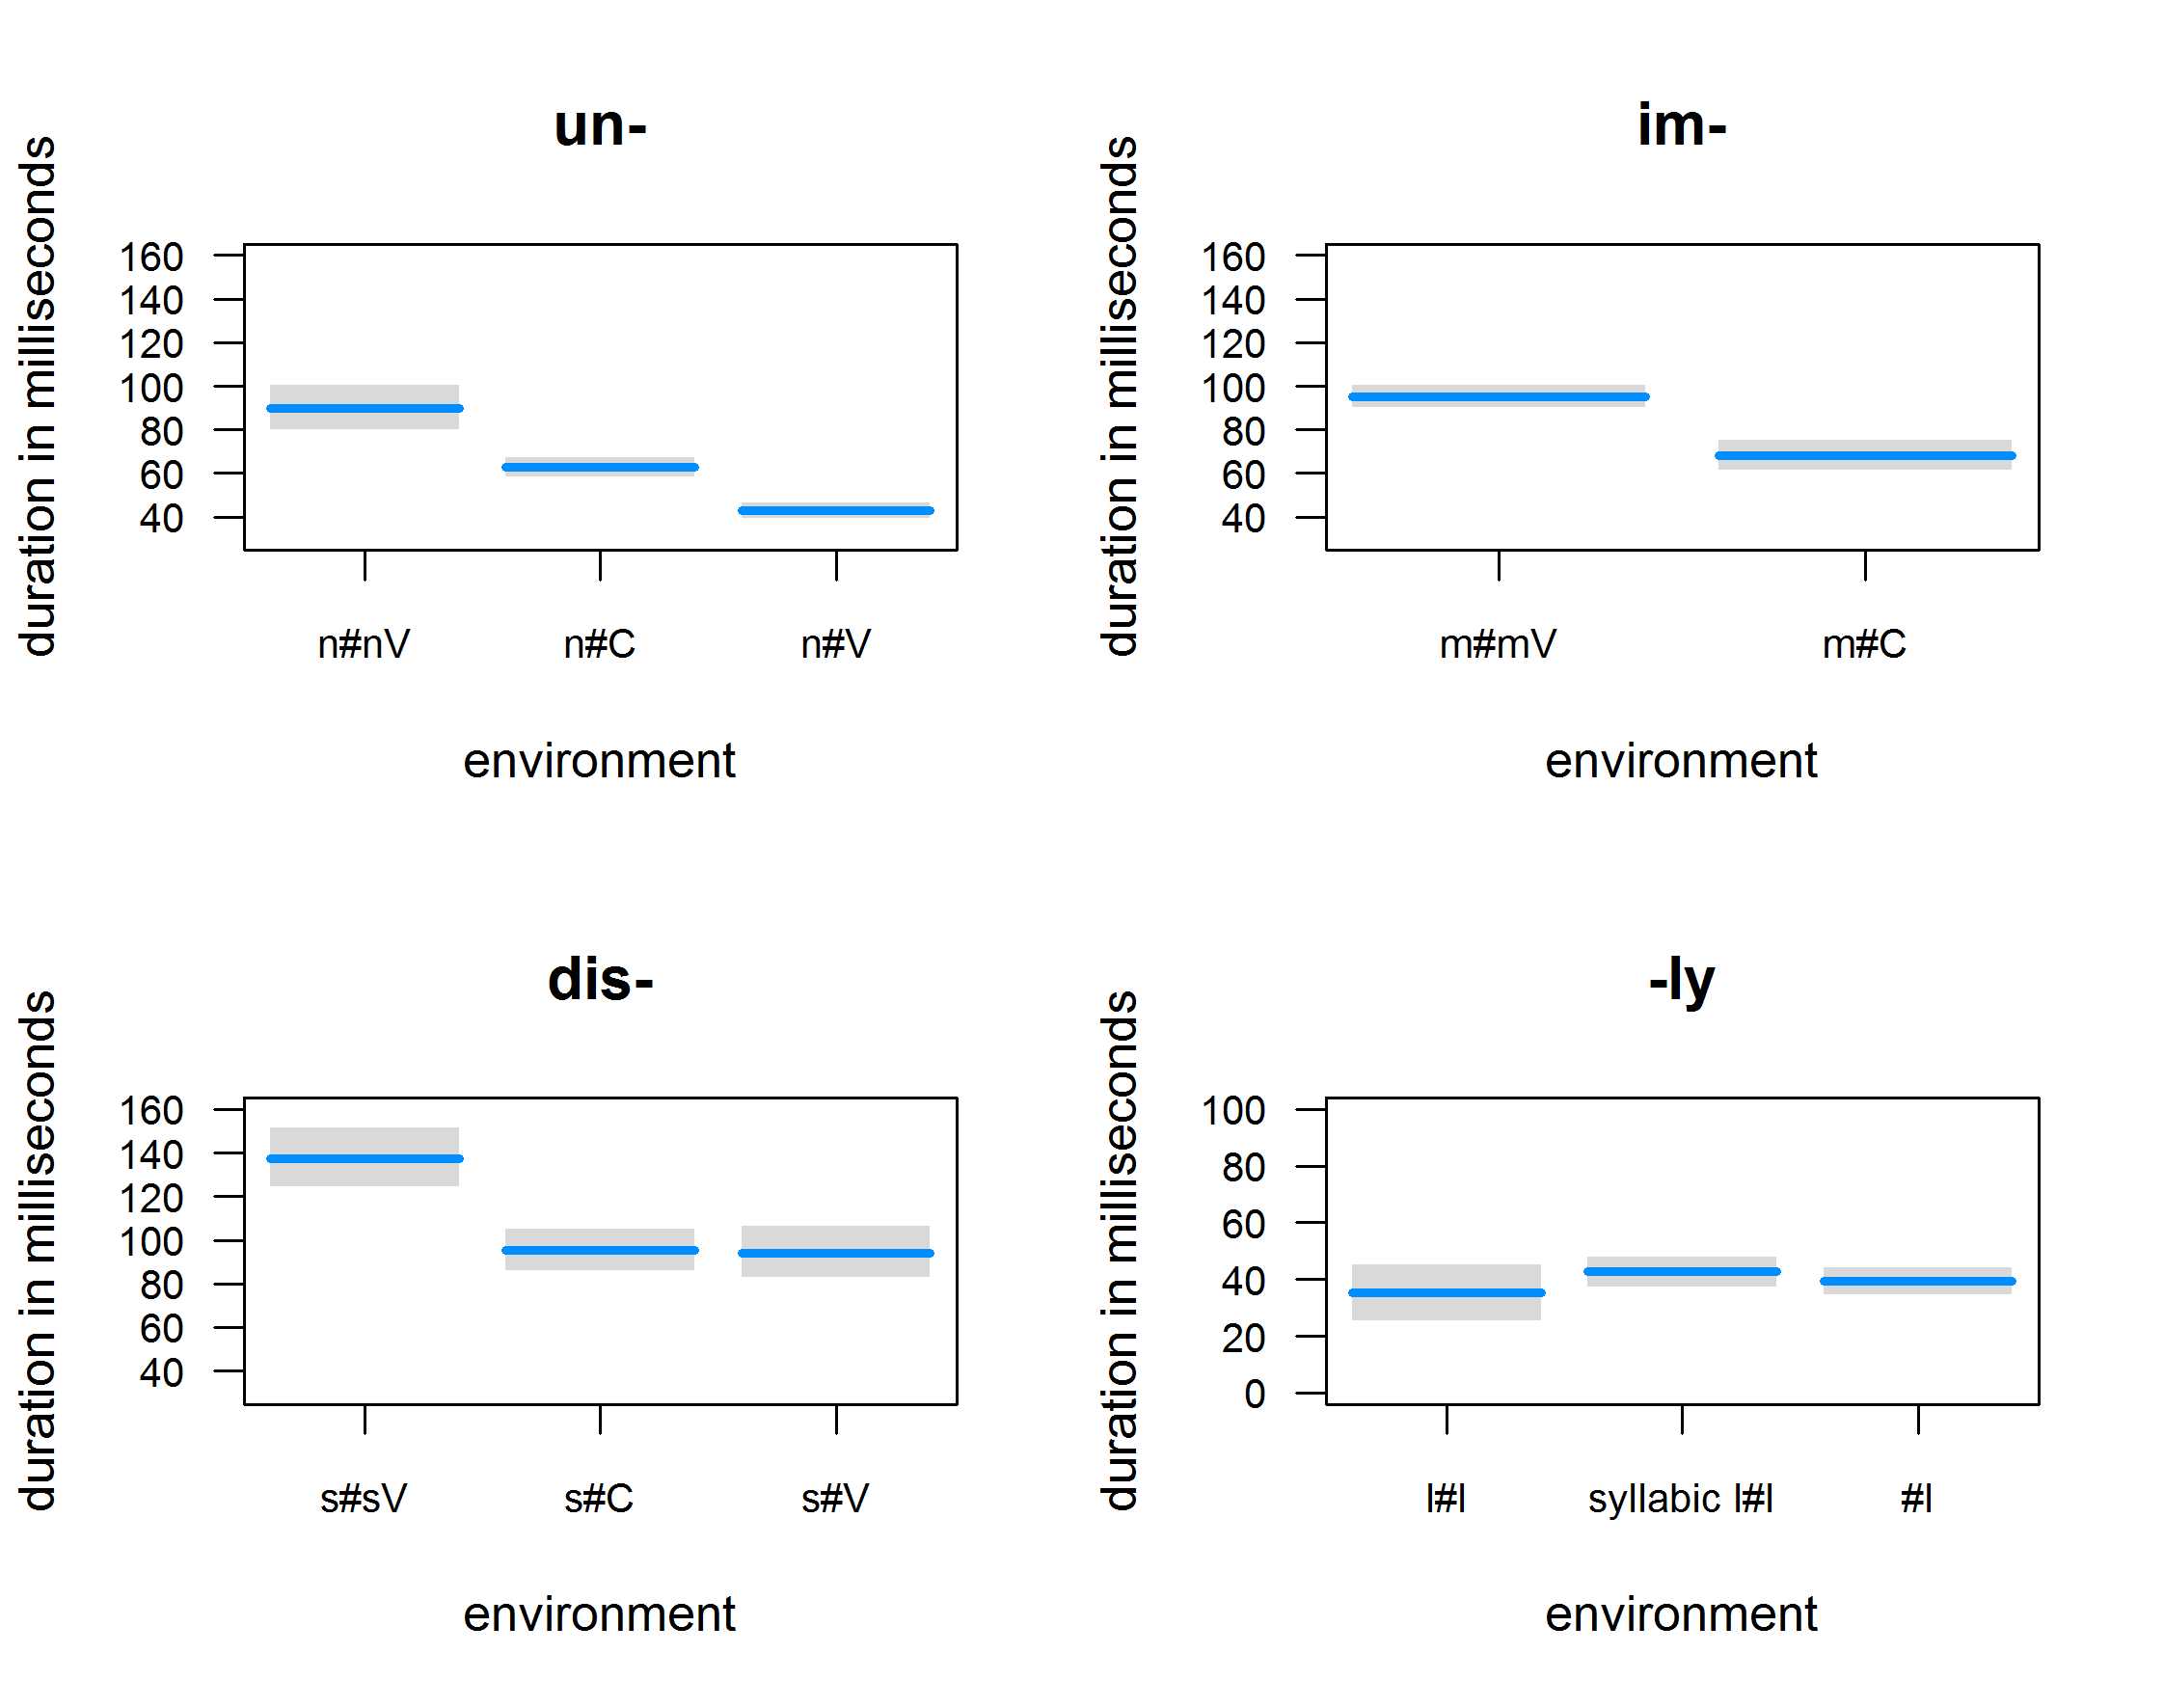 un-
duration in milliseconds
160
140
120
100
80
60
40
n#nV n#C n#V
environment
im-
duration in milliseconds
160
140
120
100
80
60
40
m#mV m#C
environment
dis-
duration in milliseconds
160
140
120
100
80
60
40
s#sV s#C s#V
environment
-ly
duration in milliseconds
100
80
60
40
20
0
l#l syllabic l#l #l
environment